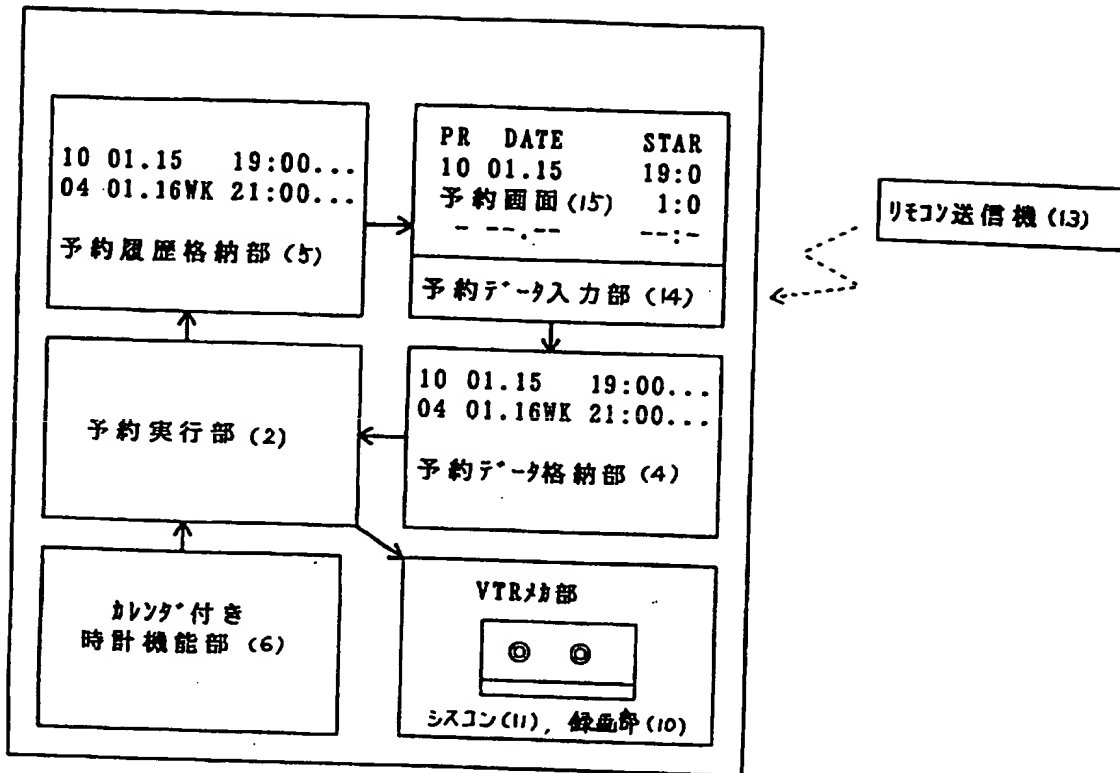 10 01.15 19:00...
04 01.16WK 21:00...
予約履歴格納部 (5)
PR DATE STAR
10 01.15 19:0
予約画面 (15) 1:0
- --.-- --:-
予約データ入力部 (14)
リモコン送信機 (13)
予約実行部 (2)
10 01.15 19:00...
04 01.16WK 21:00...
予約データ格納部 (4)
カレンダ付き
時計機能部 (6)
VTRメカ部
シスコン(11), 録画部(10)